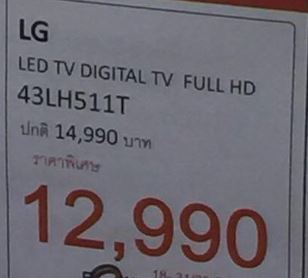 LG
LED TV DIGITAL TV FULL HD
43LH511T
ปกติ 14,990 บาท
ราคาพิเศษ
12,990